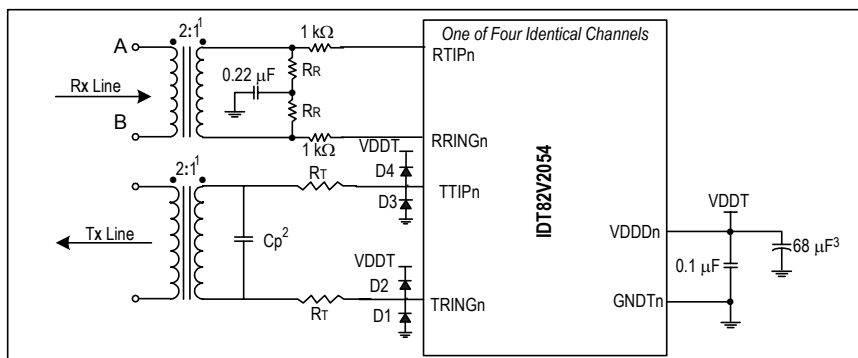 One of Four Identical Channels
2:1¹
A
B
Rx Line
1 kΩ
RR
0.22 µF
RR
1 kΩ
RTIPn
RRINGn
VDDT
D4
D3
TTIPn
2:1¹
RT
Tx Line
Cp²
VDDT
D2
D1
RT
TRINGn
IDT82V2054
VDDDn
GNDTn
VDDT
0.1 µF
68 µF³